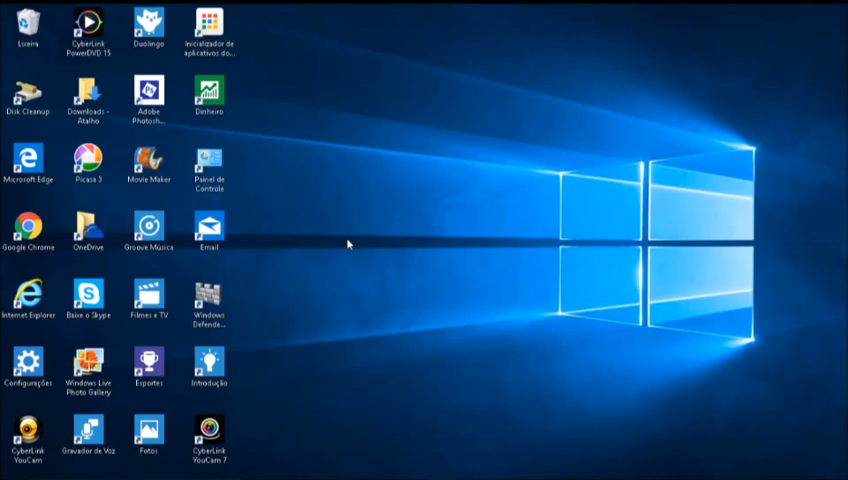 Lixeira
CyberLink
PowerDVD 15
Duolingo
Inicializador de
aplicativos do...
Disk Cleanup
Downloads -
Atalho
Adobe
Photosh...
Dinheiro
Microsoft Edge
Picasa 3
Movie Maker
Painel de
Controle
Google Chrome
OneDrive
Groove Música
Email
Internet Explorer
Baixe o Skype
Filmes e TV
Windows
Defende...
Configurações
Windows Live
Photo Gallery
Esportes
Introdução
CyberLink
YouCam
Gravador de Voz
Fotos
CyberLink
YouCam 7